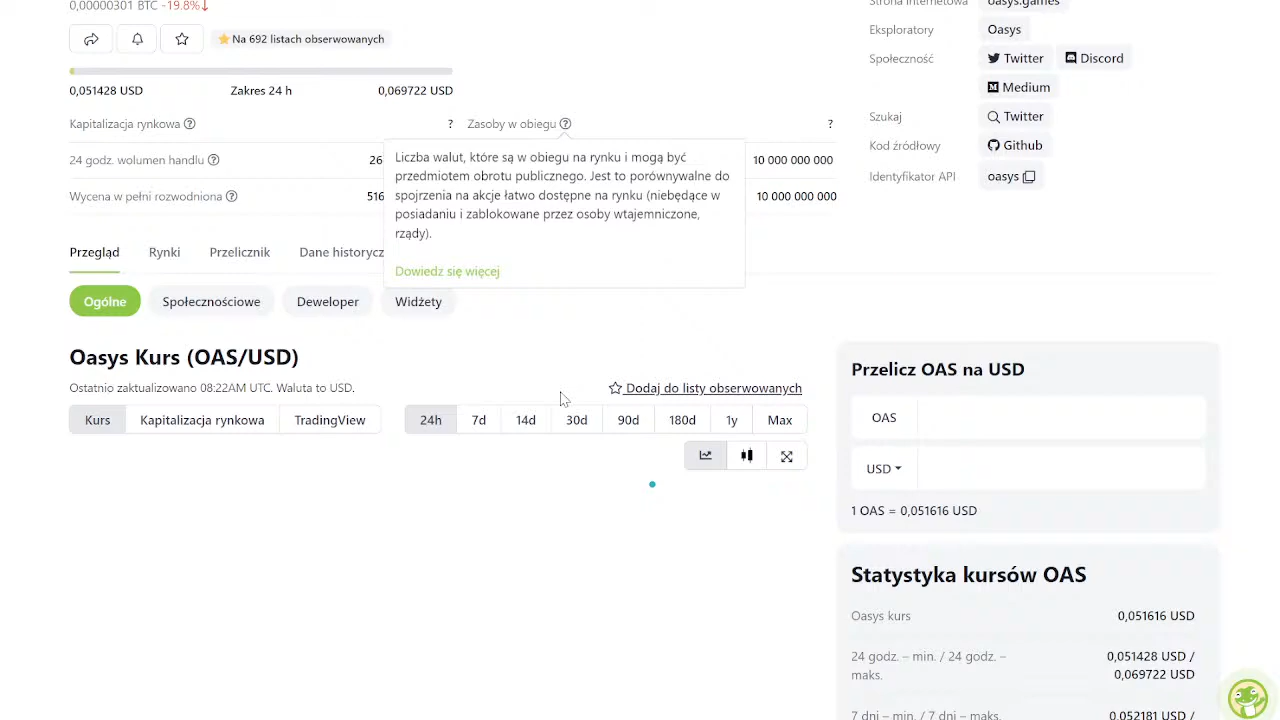 0,00000301 BTC -19.8%
Na 692 listach obserwowanych
0,051428 USD Zakres 24 h 0,069722 USD
Kapitalizacja rynkowa ?
24 godz. wolumen handlu 26
Wycena w pełni rozwodniona 516
Zasoby w obiegu ?
10 000 000 000
10 000 000 000
Liczba walut, które są w obiegu na rynku i mogą być
przedmiotem obrotu publicznego. Jest to porównywalne do
spojrzenia na akcje łatwo dostępne na rynku (niebędące w
posiadaniu i zablokowane przez osoby wtajemniczone,
rządy).
Dowiedz się więcej
Strona internetowa oasys.games
Eksploratory Oasys
Społeczność Twitter Discord
Medium
Szukaj Twitter
Kod źródłowy Github
Identyfikator API oasys
Przegląd Rynki Przelicznik Dane historycz
Ogólne Społecznościowe Deweloper Widżety
Oasys Kurs (OAS/USD)
Ostatnio zaktualizowano 08:22AM UTC. Waluta to USD.
Dodaj do listy obserwowanych
Kurs Kapitalizacja rynkowa TradingView 24h 7d 14d 30d 90d 180d 1y Max
Przelicz OAS na USD
OAS
USD
1 OAS = 0,051616 USD
Statystyka kursów OAS
Oasys kurs 0,051616 USD
24 godz. – min. / 24 godz. – 0,051428 USD /
maks. 0,069722 USD
7 dni – min. / 7 dni – maks. 0,052181 USD /